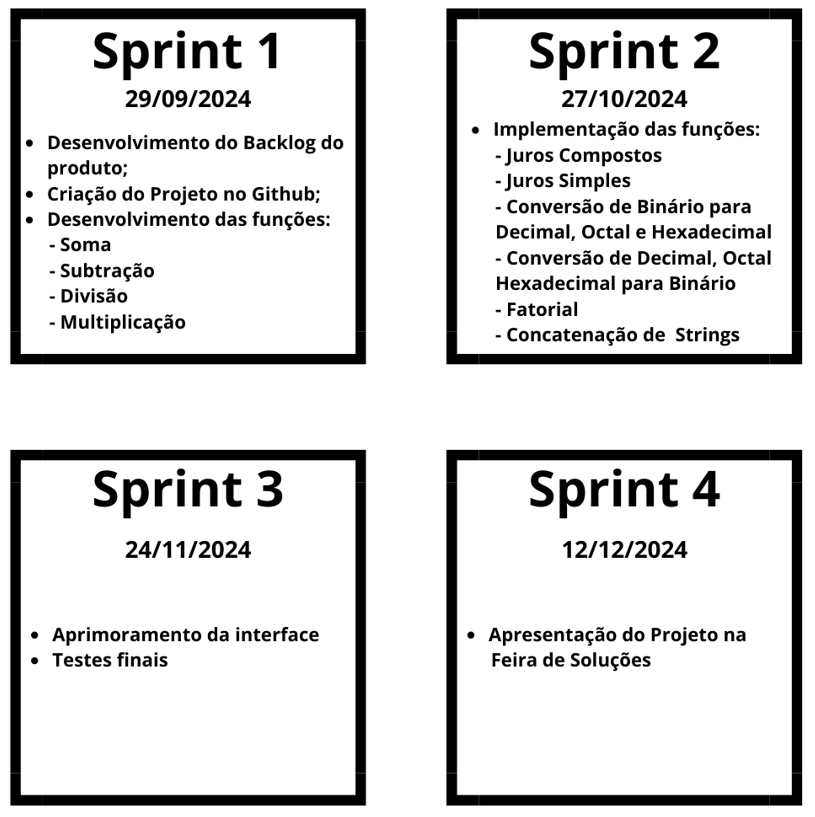 Sprint 1
29/09/2024
• Desenvolvimento do Backlog do
produto;
• Criação do Projeto no Github;
• Desenvolvimento das funções:
- Soma
- Subtração
- Divisão
- Multiplicação
Sprint 2
27/10/2024
• Implementação das funções:
- Juros Compostos
- Juros Simples
- Conversão de Binário para
Decimal, Octal e Hexadecimal
- Conversão de Decimal, Octal
Hexadecimal para Binário
- Fatorial
- Concatenação de  Strings
Sprint 3
24/11/2024
• Aprimoramento da interface
• Testes finais
Sprint 4
12/12/2024
• Apresentação do Projeto na
Feira de Soluções